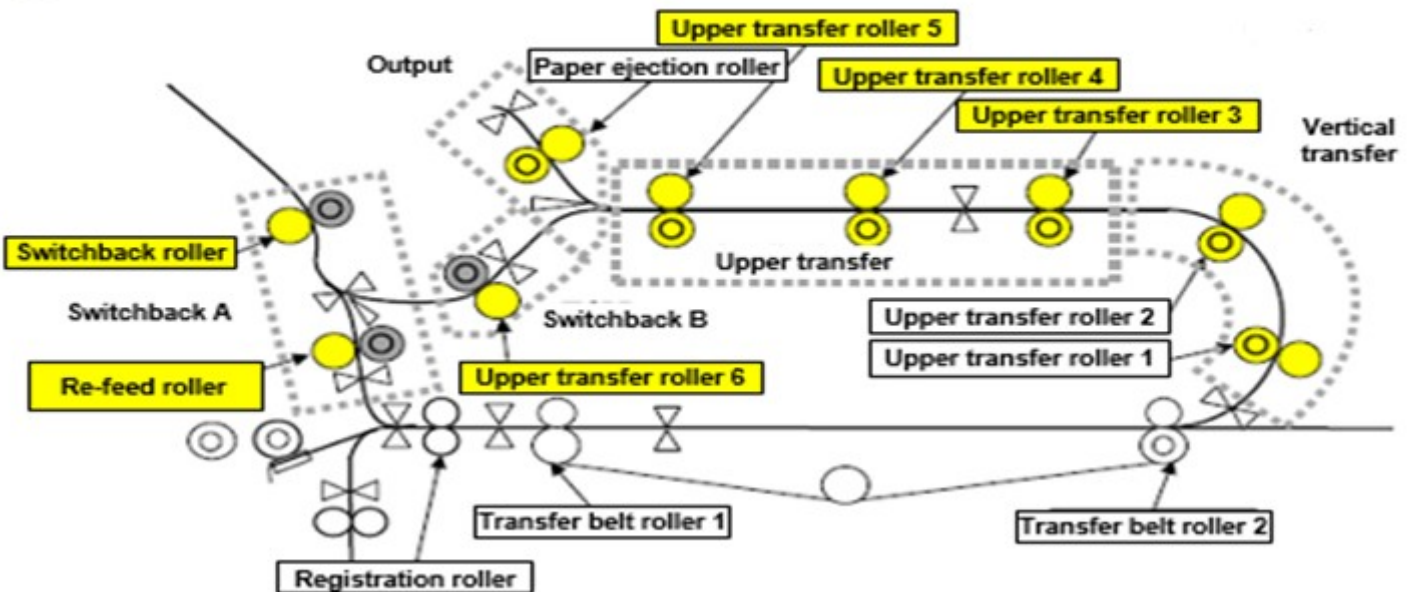 Upper transfer roller 5
Output
Paper ejection roller
Upper transfer roller 4
Upper transfer roller 3
Vertical
transfer
Switchback roller
Upper transfer
Switchback A
Switchback B
Upper transfer roller 2
Upper transfer roller 1
Re-feed roller
Upper transfer roller 6
Transfer belt roller 1
Transfer belt roller 2
Registration roller